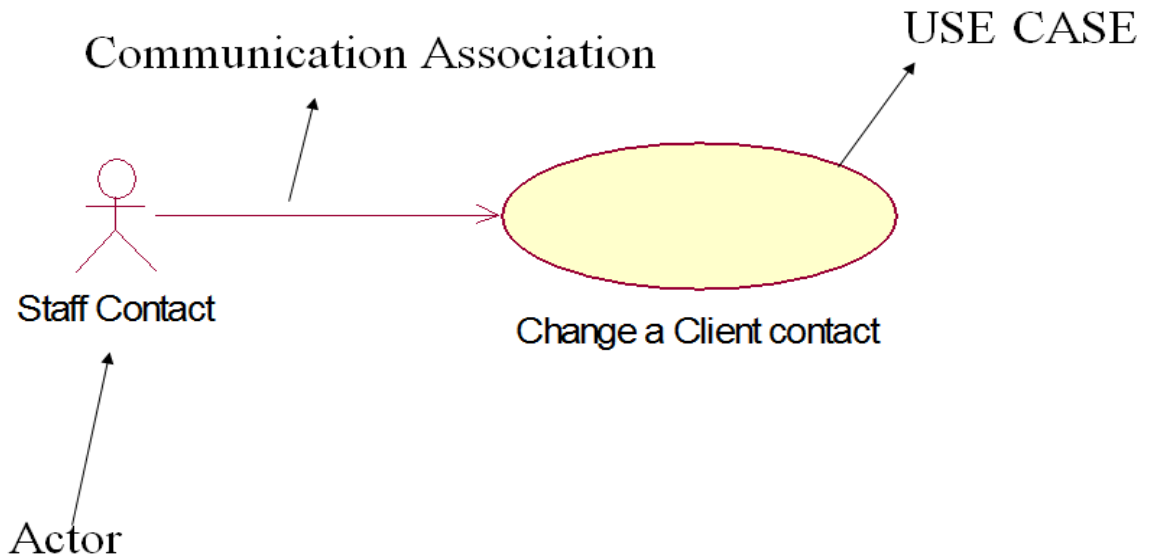 USE CASE
Communication Association
Staff Contact
Change a Client contact
Actor